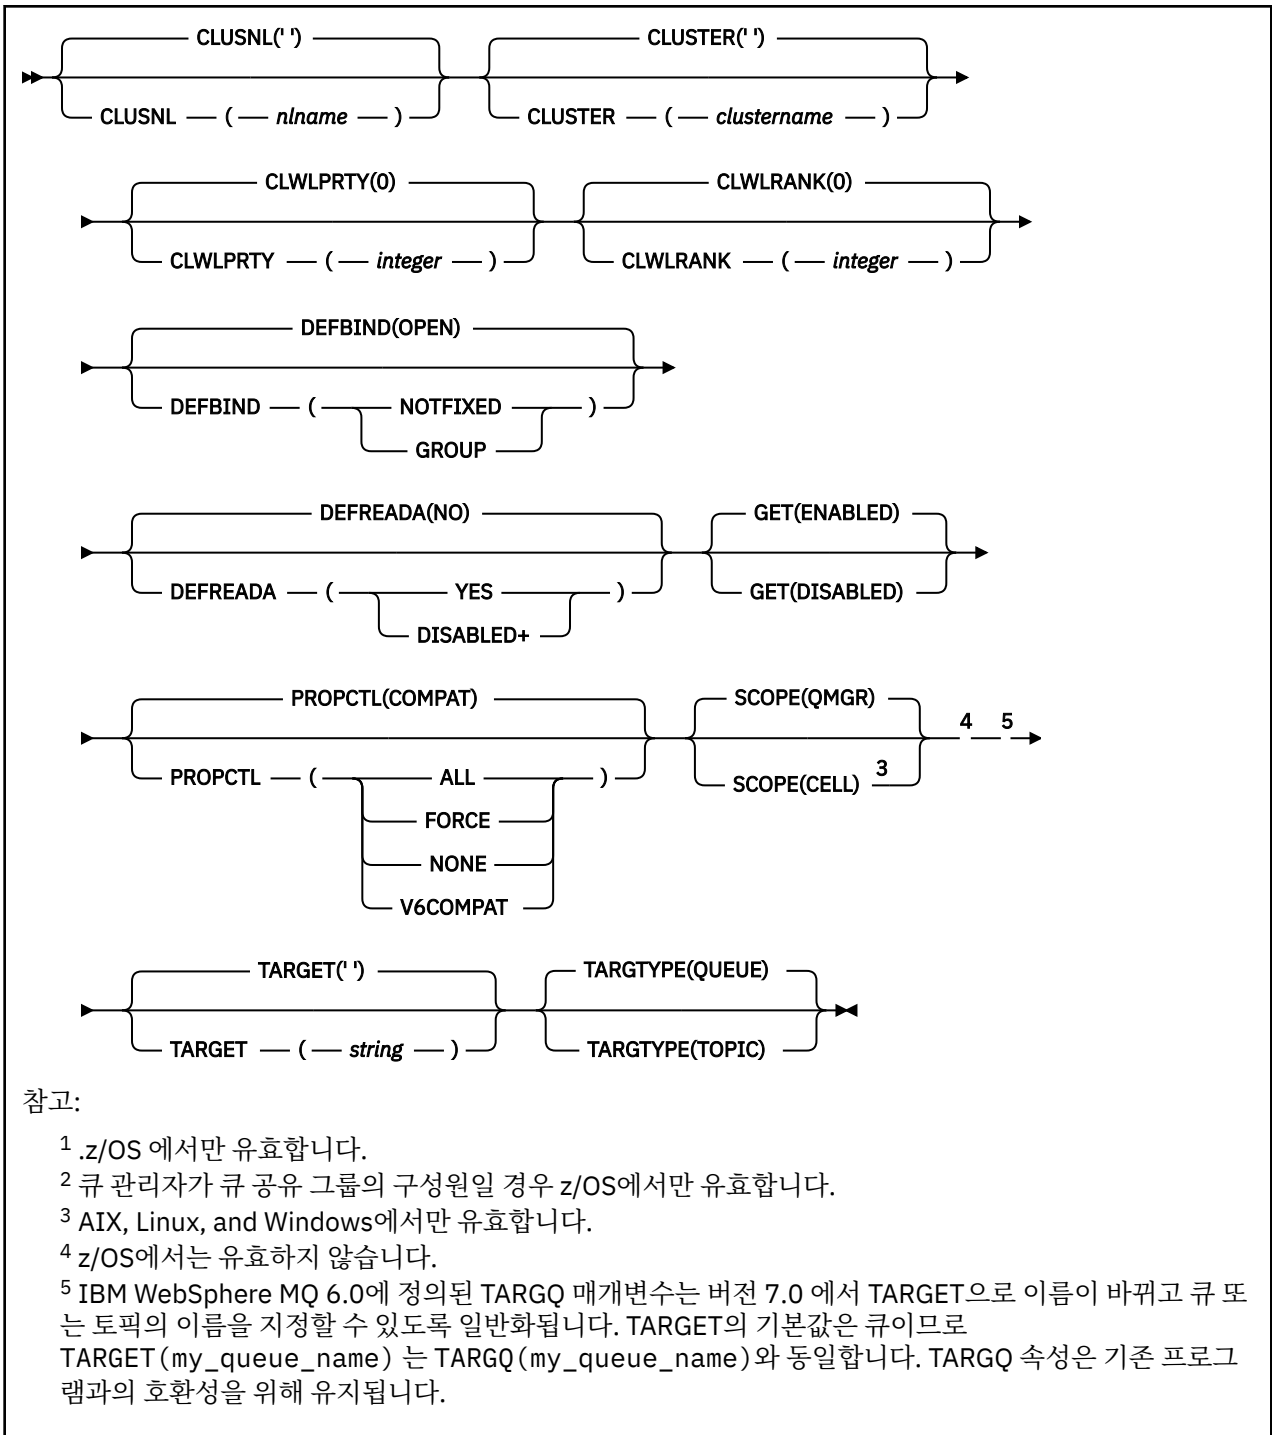 CLUSNL(' ') CLUSTER(' ')
CLUSNL ( nlname ) CLUSTER ( clustername )
CLWLPRTY(0) CLWLRANK(0)
CLWLPRTY ( integer ) CLWLRANK ( integer )
DEFBIND(OPEN)
DEFBIND ( NOTFIXED )
GROUP
DEFREADA(NO) GET(ENABLED)
DEFREADA ( YES ) GET(DISABLED)
DISABLED+
PROPCTL(COMPAT) SCOPE(QMGR) 4 5
PROPCTL ( ALL ) SCOPE(CELL) 3
FORCE
NONE
V6COMPAT
TARGET(' ') TARGTYPE(QUEUE)
TARGET ( string ) TARGTYPE(TOPIC)
참고:
1 .z/OS 에서만 유효합니다.
2 큐 관리자가 큐 공유 그룹의 구성원일 경우 z/OS에서만 유효합니다.
3 AIX, Linux, and Windows에서만 유효합니다.
4 z/OS에서는 유효하지 않습니다.
5 IBM WebSphere MQ 6.0에 정의된 TARGQ 매개변수는 버전 7.0 에서 TARGET으로 이름이 바뀌고 큐 또
는 토픽의 이름을 지정할 수 있도록 일반화됩니다. TARGET의 기본값은 큐이므로
TARGET(my_queue_name) 는 TARGQ(my_queue_name)와 동일합니다. TARGQ 속성은 기존 프로그
램과의 호환성을 위해 유지됩니다.